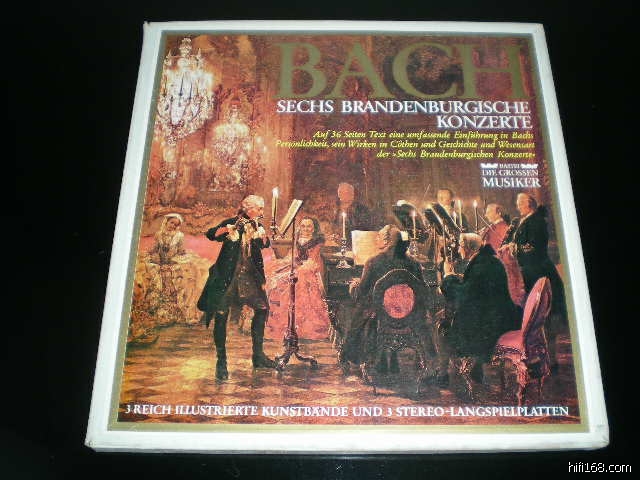 BACH
SECHS BRANDENBURGISCHE
KONZERTE
Auf 36 Seiten Text eine umfassende Einführung in Bachs
Persönlichkeit, sein Wirken in Cöthen und Geschichte und Wesensart
der »Sechs Brandenburgischen Konzerte«
BASTEI
DIE GROSSEN
MUSIKER
3 REICH ILLUSTRIERTE KUNSTBÄNDE UND 3 STEREO-LANGSPIELPLATTEN
hifi168.com